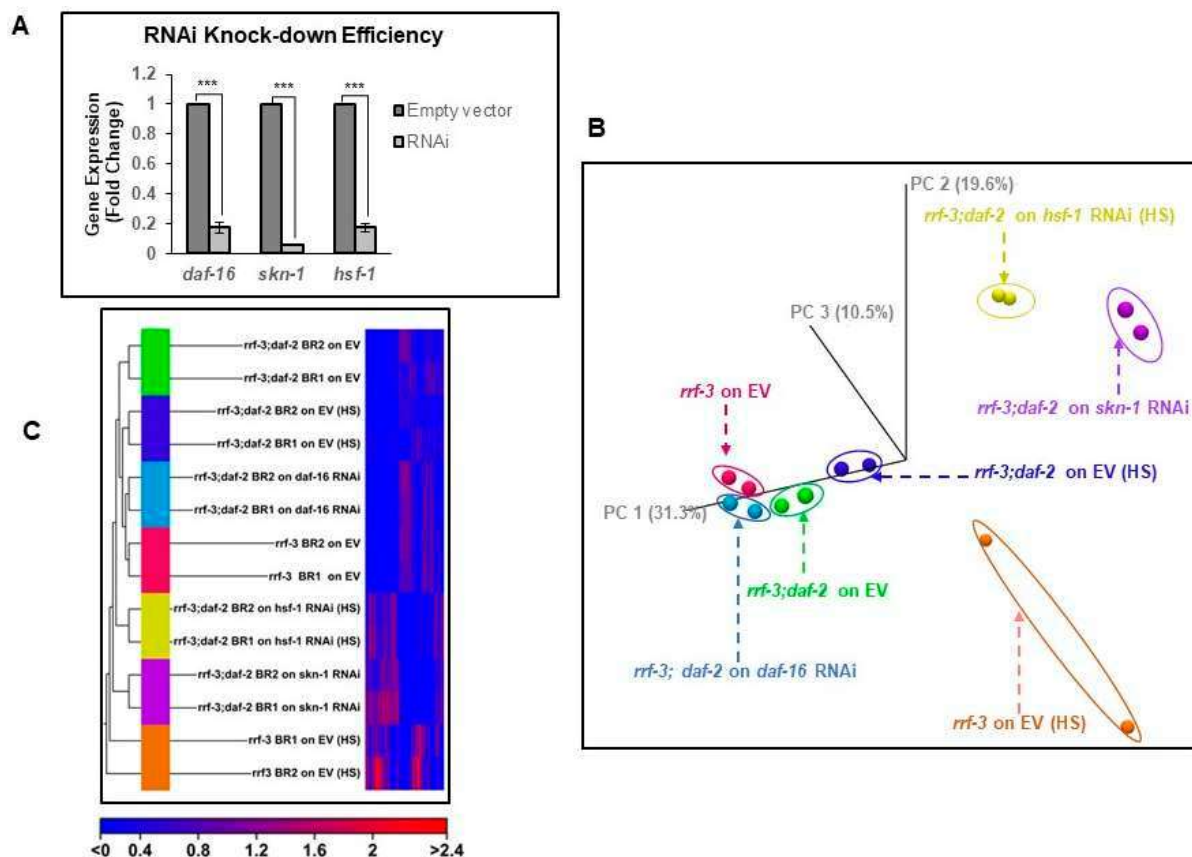 A
RNAi Knock-down Efficiency
Gene Expression
(Fold Change)
1.2
1
0.8
0.6
0.4
0.2
0
***
***
***
daf-16
skn-1
hsf-1
Empty vector
RNAi
B
PC 2 (19.6%)
rrf-3;daf-2 on hsf-1 RNAi (HS)
PC 3 (10.5%)
rrf-3 on EV
rrf-3;daf-2 on skn-1 RNAi
rrf-3;daf-2 on EV (HS)
PC 1 (31.3%)
rrf-3;daf-2 on EV
rrf-3; daf-2 on daf-16 RNAi
rrf-3 on EV (HS)
C
rrf-3;daf-2 BR2 on EV
rrf-3;daf-2 BR1 on EV
rrf-3;daf-2 BR2 on EV (HS)
rrf-3;daf-2 BR1 on EV (HS)
rrf-3;daf-2 BR2 on daf-16 RNAi
rrf-3;daf-2 BR1 on daf-16 RNAi
rrf-3 BR2 on EV
rrf-3 BR1 on EV
rrf-3;daf-2 BR2 on hsf-1 RNAi (HS)
rrf-3;daf-2 BR1 on hsf-1 RNAi (HS)
rrf-3;daf-2 BR2 on skn-1 RNAi
rrf-3;daf-2 BR1 on skn-1 RNAi
rrf-3 BR1 on EV (HS)
rrf3 BR2 on EV (HS)
<0 0.4 1.2 1.6 2 >2.4